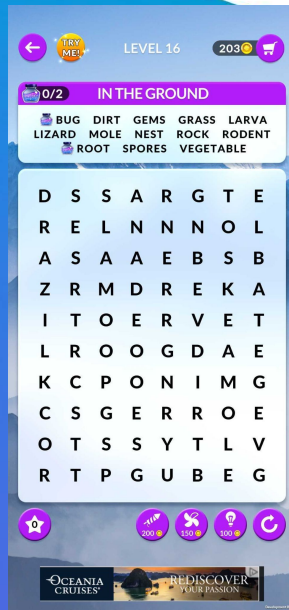 TRY ME!
LEVEL 16
203
0/2
IN THE GROUND
BUG DIRT GEMS GRASS LARVA
LIZARD MOLE NEST ROCK RODENT
ROOT SPORES VEGETABLE
D S S A R G T E
R E L N N N O L
A S A A E B S B
Z R M D R E K A
I T O E R V E T
L R O O G D A E
K C P O N I M G
C S G E R R O E
O T S S Y T L V
R T P G U B E G
0
200
150
100
OCEANIA CRUISES®
REDISCOVER
YOUR PASSION